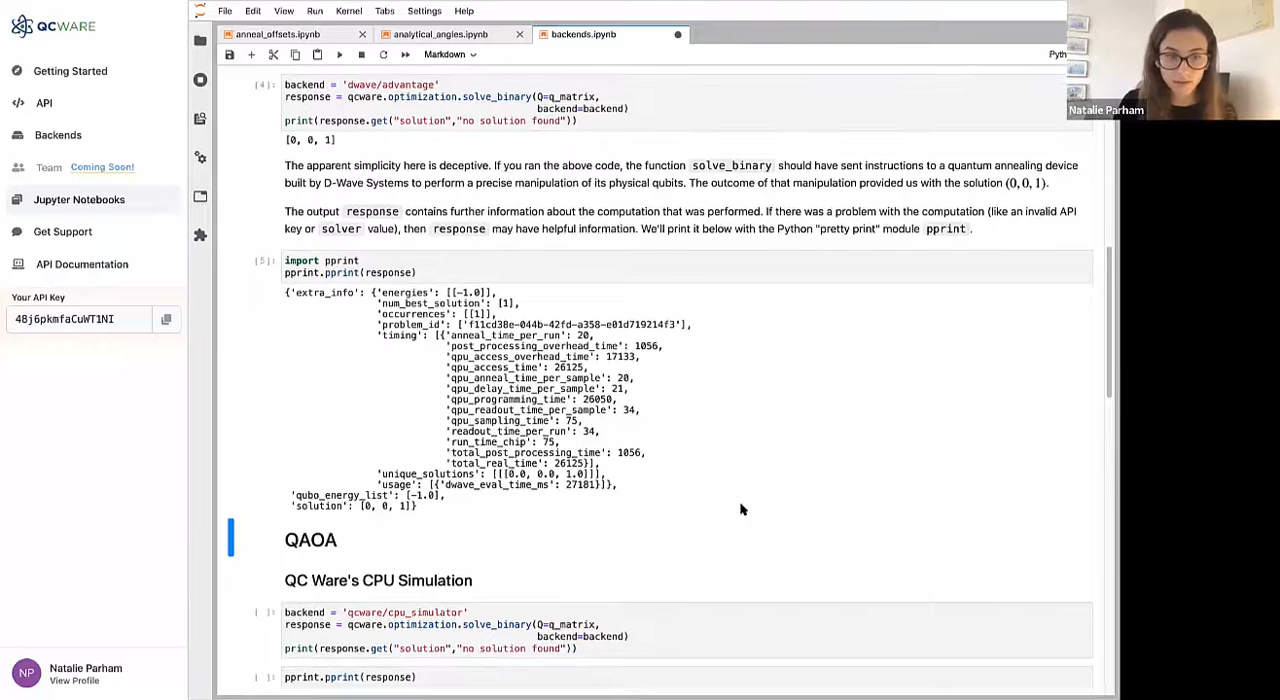 QCWARE
Getting Started
API
Backends
Team Coming Soon!
Jupyter Notebooks
Get Support
API Documentation
Your API Key
48j6pkmfaCuWT1NI
NP
Natalie Parham
View Profile
File Edit View Run Kernel Tabs Settings Help
anneal_offsets.ipynb analytical_angles.ipynb backends.ipynb
Markdown Pyth
Natalie Parham
[4]: backend = 'dwave/advantage'
response = qcware.optimization.solve_binary(Q=q_matrix,
backend=backend)
print(response.get("solution","no solution found"))
[0, 0, 1]
The apparent simplicity here is deceptive. If you ran the above code, the function solve_binary should have sent instructions to a quantum annealing device
built by D-Wave Systems to perform a precise manipulation of its physical qubits. The outcome of that manipulation provided us with the solution (0, 0, 1).
The output response contains further information about the computation that was performed. If there was a problem with the computation (like an invalid API
key or solver value), then response may have helpful information. We'll print it below with the Python "pretty print" module pprint.
[5]: import pprint
pprint.pprint(response)
{'extra_info': {'energies': [[-1.0]],
'num_best_solution': [1],
'occurrences': [[1]],
'problem_id': ['f11cd38e-044b-42fd-a358-e01d719214f3'],
'timing': [{'anneal_time_per_run': 20,
'post_processing_overhead_time': 1056,
'qpu_access_overhead_time': 17133,
'qpu_access_time': 26125,
'qpu_anneal_time_per_sample': 20,
'qpu_delay_time_per_sample': 21,
'qpu_programming_time': 26050,
'qpu_readout_time_per_sample': 34,
'qpu_sampling_time': 75,
'readout_time_per_run': 34,
'run_time_chip': 75,
'total_post_processing_time': 1056,
'total_real_time': 26125}],
'unique_solutions': [[[0.0, 0.0, 1.0]]],
'usage': [{'dwave_eval_time_ms': 27181}]},
'qubo_energy_list': [-1.0],
'solution': [0, 0, 1]}
QAOA
QC Ware's CPU Simulation
[ ]: backend = 'qcware/cpu_simulator'
response = qcware.optimization.solve_binary(Q=q_matrix,
backend=backend)
print(response.get("solution","no solution found"))
[ ]: pprint.pprint(response)